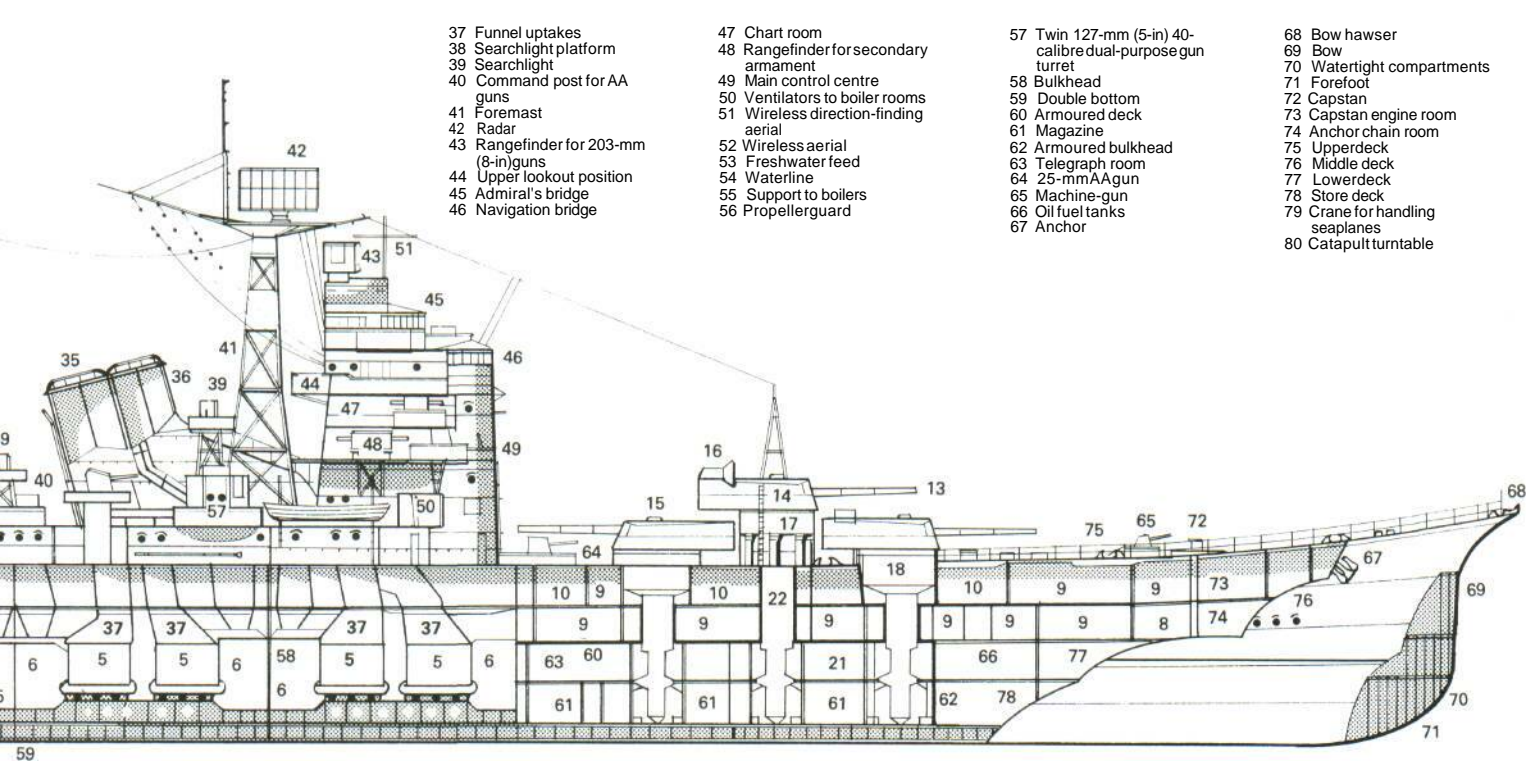 37 Funnel uptakes
38 Searchlight platform
39 Searchlight
40 Command post for AA
guns
41 Foremast
42 Radar
43 Rangefinder for 203-mm
(8-in)guns
44 Upper lookout position
45 Admiral's bridge
46 Navigation bridge
47 Chart room
48 Rangefinder for secondary
armament
49 Main control centre
50 Ventilators to boiler rooms
51 Wireless direction-finding
aerial
52 Wireless aerial
53 Freshwater feed
54 Waterline
55 Support to boilers
56 Propellerguard
57 Twin 127-mm (5-in) 40-
calibre dual-purpose gun
turret
58 Bulkhead
59 Double bottom
60 Armoured deck
61 Magazine
62 Armoured bulkhead
63 Telegraph room
64 25-mm AA gun
65 Machine-gun
66 Oil fuel tanks
67 Anchor
68 Bow hawser
69 Bow
70 Watertight compartments
71 Forefoot
72 Capstan
73 Capstan engine room
74 Anchor chain room
75 Upperdeck
76 Middle deck
77 Lowerdeck
78 Store deck
79 Crane for handling
seaplanes
80 Catapult turntable
42
51
43
45
41
46
35
36
39
44
47
48
49
9
40
57
50
16
14
13
15
17
64
18
75
65
72
68
67
10 9 10 22 9 10 9 9 73
69
76
9 9 9 9 9 9 8 74
37 37 37 37
6 5 5 6 58 5 5 6 63 60 21 66 77
6
61 61 61 62 78
70
71
59